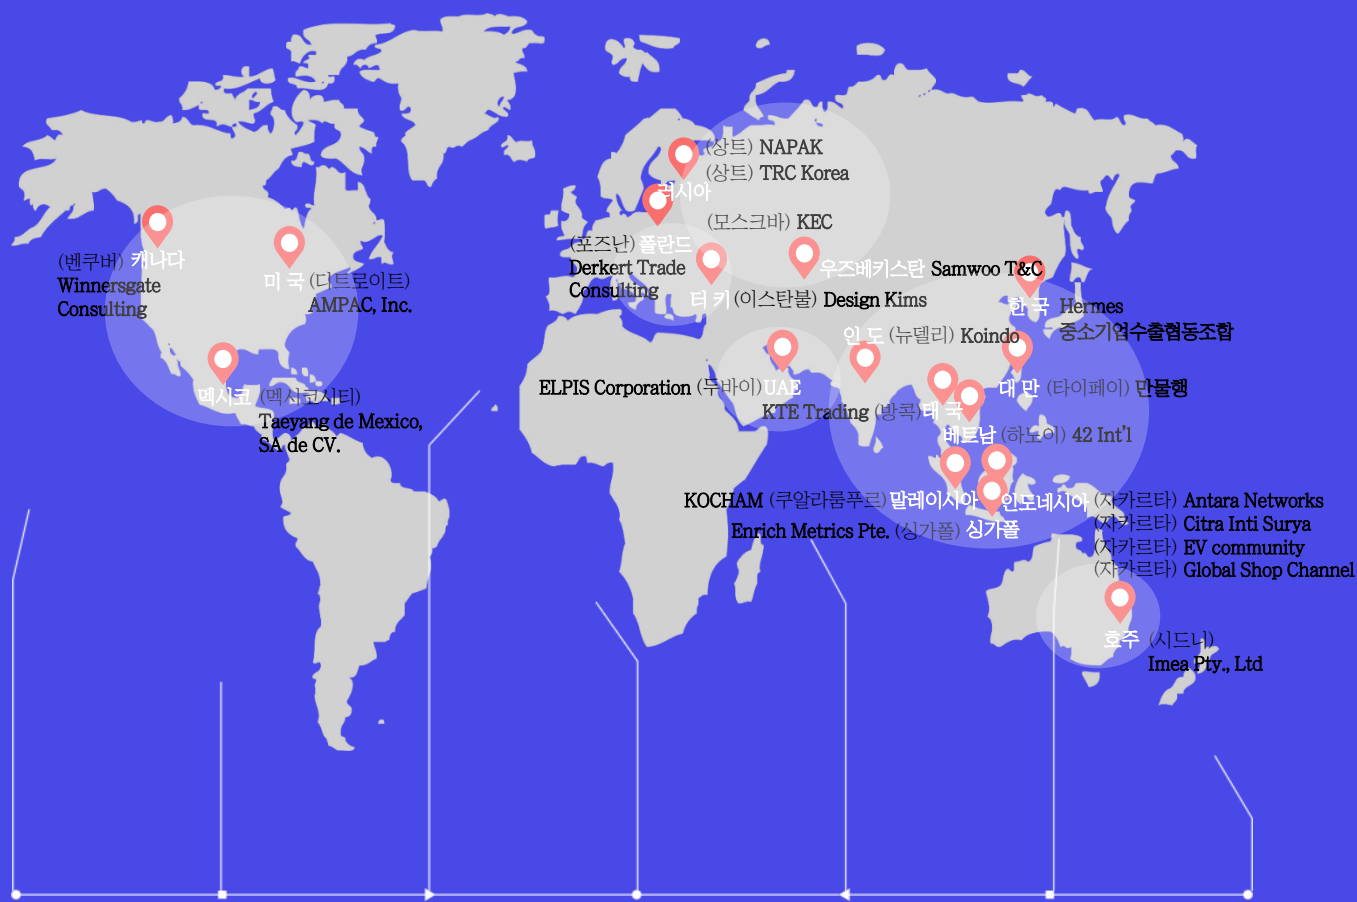 (상트) NAPAK
(상트) TRC Korea
러시아
(모스크바) KEC
(포즈난) 폴란드
Derkert Trade
Consulting
(벤쿠버) 캐나다
Winnersgate
Consulting
미 국 (디트로이트)
AMPAC, Inc.
우즈베키스탄 Samwoo T&C
터 키 (이스탄불) Design Kims
한 국 Hermes
중소기업수출협동조합
인 도 (뉴델리) Koindo
멕시코 (멕시코시티)
Taeyang de Mexico,
SA de CV.
ELPIS Corporation (두바이) UAE
대 만 (타이페이) 만물행
KTE Trading (방콕) 태 국
베트남 (하노이) 42 Int'l
KOCHAM (쿠알라룸푸르) 말레이시아
인도네시아 (자카르타) Antara Networks
(자카르타) Citra Inti Surya
(자카르타) EV community
(자카르타) Global Shop Channel
Enrich Metrics Pte. (싱가폴) 싱가폴
호주 (시드니)
Imea Pty., Ltd